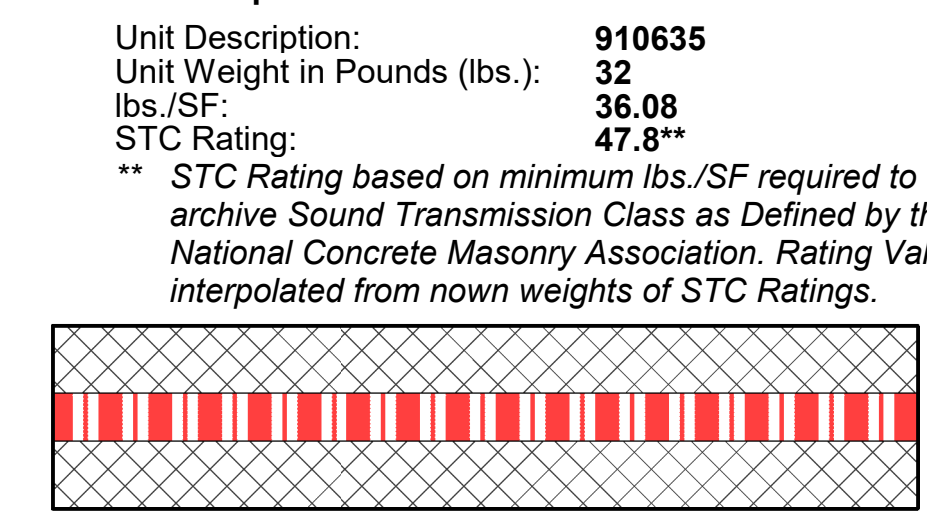 Unit Description: 910635
Unit Weight in Pounds (lbs.): 32
lbs./SF: 36.08
STC Rating: 47.8**
** STC Rating based on minimum lbs./SF required to
archive Sound Transmission Class as Defined by
National Concrete Masonry Association. Rating
interpolated from nown weights of STC Ratings.